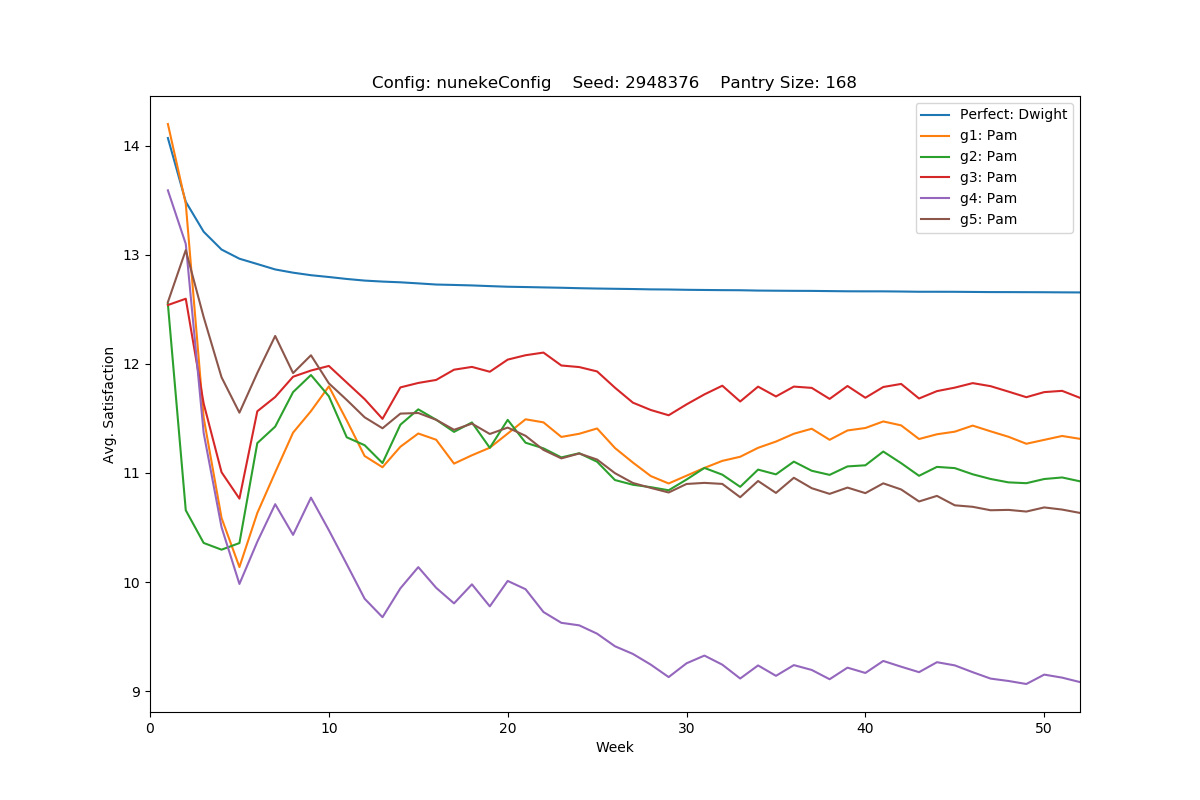 Config: nunekeConfig    Seed: 2948376    Pantry Size: 168
Perfect: Dwight
g1: Pam
g2: Pam
g3: Pam
g4: Pam
g5: Pam
14
13
12
11
10
9
Avg. Satisfaction
0 10 20 30 40 50
Week